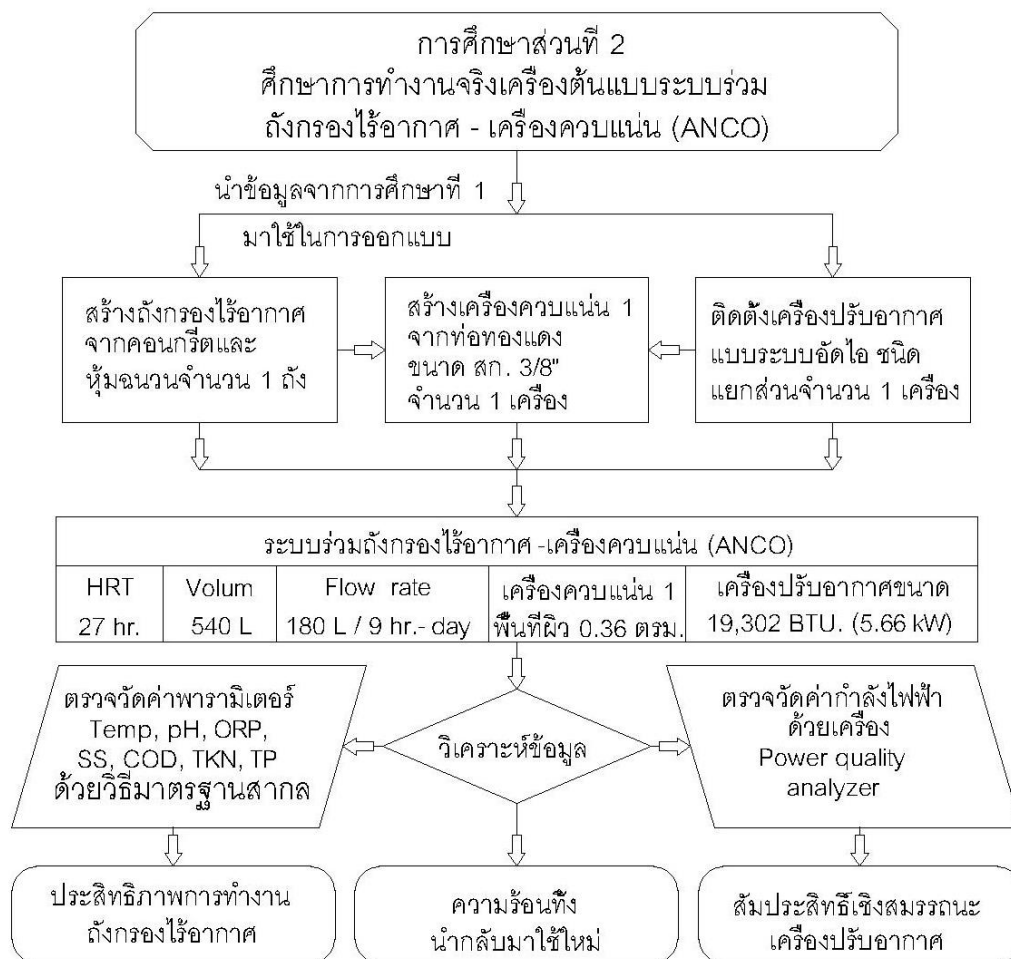 การศึกษาส่วนที่ 2
ศึกษาการทำงานจริงเครื่องต้นแบบระบบร่วม
ถังกรองไร้อากาศ - เครื่องควบแน่น (ANCO)
นำข้อมูลจากการศึกษาที่ 1
มาใช้ในการออกแบบ
สร้างถังกรองไร้อากาศ
จากคอนกรีตและ
หุ้มฉนวนจำนวน 1 ถัง
สร้างเครื่องควบแน่น 1
จากท่อทองแดง
ขนาด สก. 3/8"
จำนวน 1 เครื่อง
ติดตั้งเครื่องปรับอากาศ
แบบระบบอัดไอ ชนิด
แยกส่วนจำนวน 1 เครื่อง
ระบบร่วมถังกรองไร้อากาศ -เครื่องควบแน่น (ANCO)
HRT
27 hr.
Volum
540 L
Flow rate
180 L / 9 hr.- day
เครื่องควบแน่น 1
พื้นที่ผิว 0.36 ตรม.
เครื่องปรับอากาศขนาด
19,302 BTU. (5.66 kW)
ตรวจวัดค่าพารามิเตอร์
Temp, pH, ORP,
SS, COD, TKN, TP
ด้วยวิธีมาตรฐานสากล
วิเคราะห์ข้อมูล
ตรวจวัดค่ากำลังไฟฟ้า
ด้วยเครื่อง
Power quality
analyzer
ประสิทธิภาพการทำงาน
ถังกรองไร้อากาศ
ความร้อนทิ้ง
นำกลับมาใช้ใหม่
สัมประสิทธิ์เชิงสมรรถนะ
เครื่องปรับอากาศ